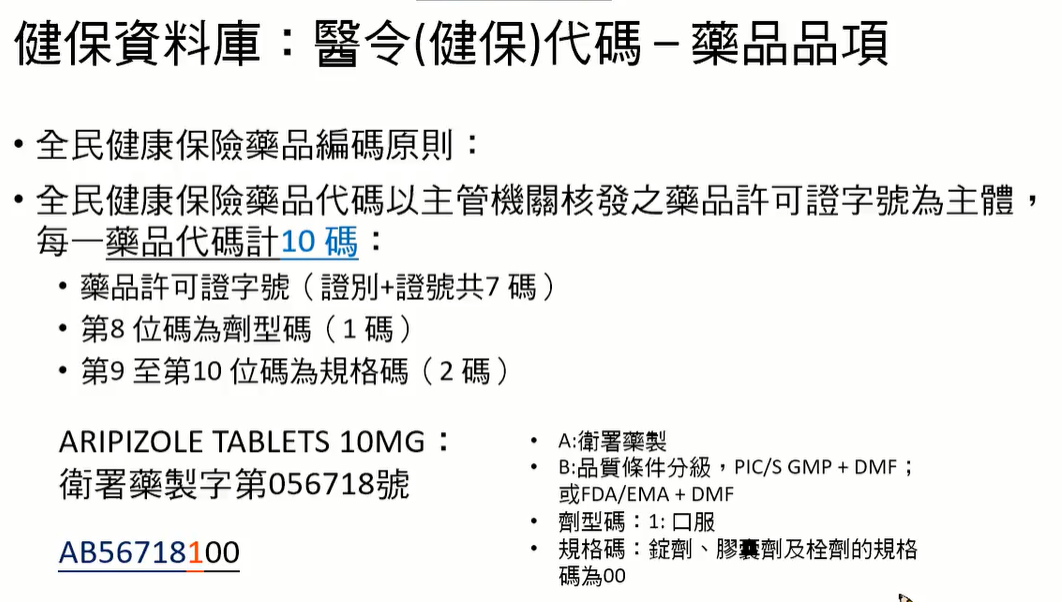 健保資料庫：醫令(健保)代碼 – 藥品品項
• 全民健康保險藥品編碼原則：
• 全民健康保險藥品代碼以主管機關核發之藥品許可證字號為主體，
每一藥品代碼計10 碼：
• 藥品許可證字號（證別+證號共7 碼）
• 第8 位碼為劑型碼（1 碼）
• 第9 至第10 位碼為規格碼（2 碼）
ARIPIZOLE TABLETS 10MG：
衛署藥製字第056718號
AB56718100
• A:衛署藥製
• B:品質條件分級，PIC/S GMP + DMF；
或FDA/EMA + DMF
• 劑型碼：1: 口服
• 規格碼：錠劑、膠囊劑及栓劑的規格
碼為00